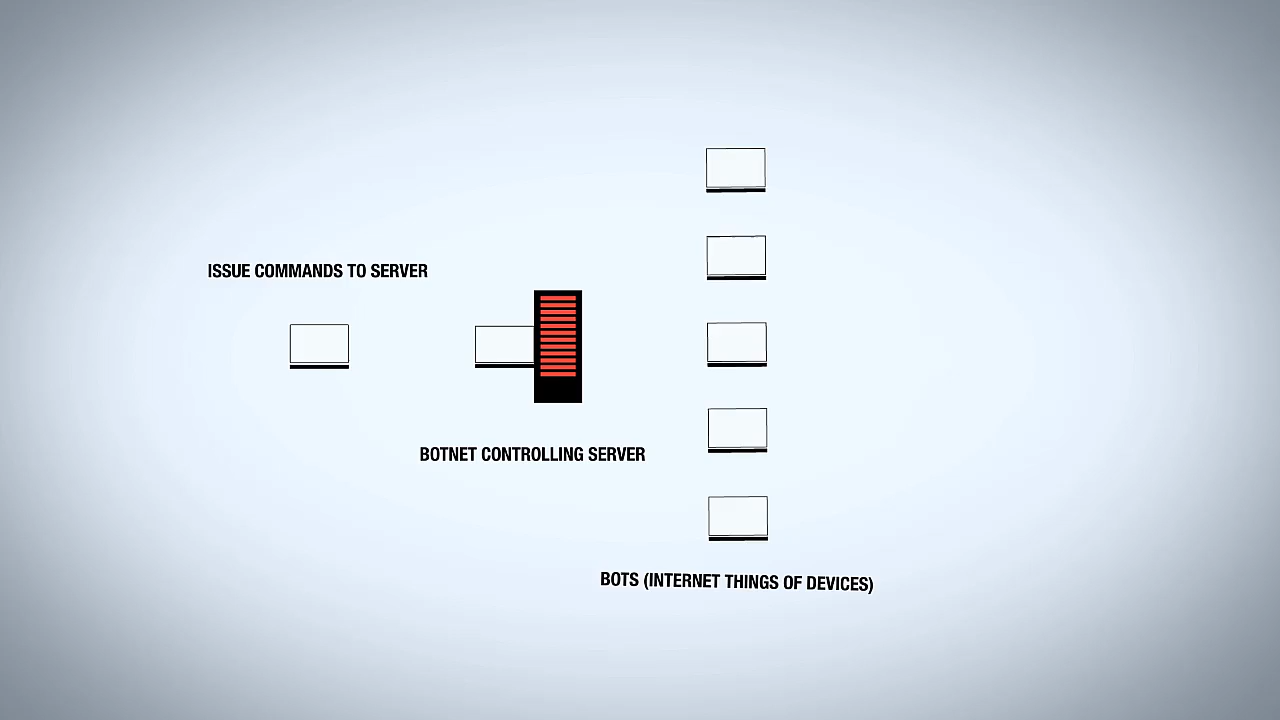 ISSUE COMMANDS TO SERVER
BOTNET CONTROLLING SERVER
BOTS (INTERNET THINGS OF DEVICES)